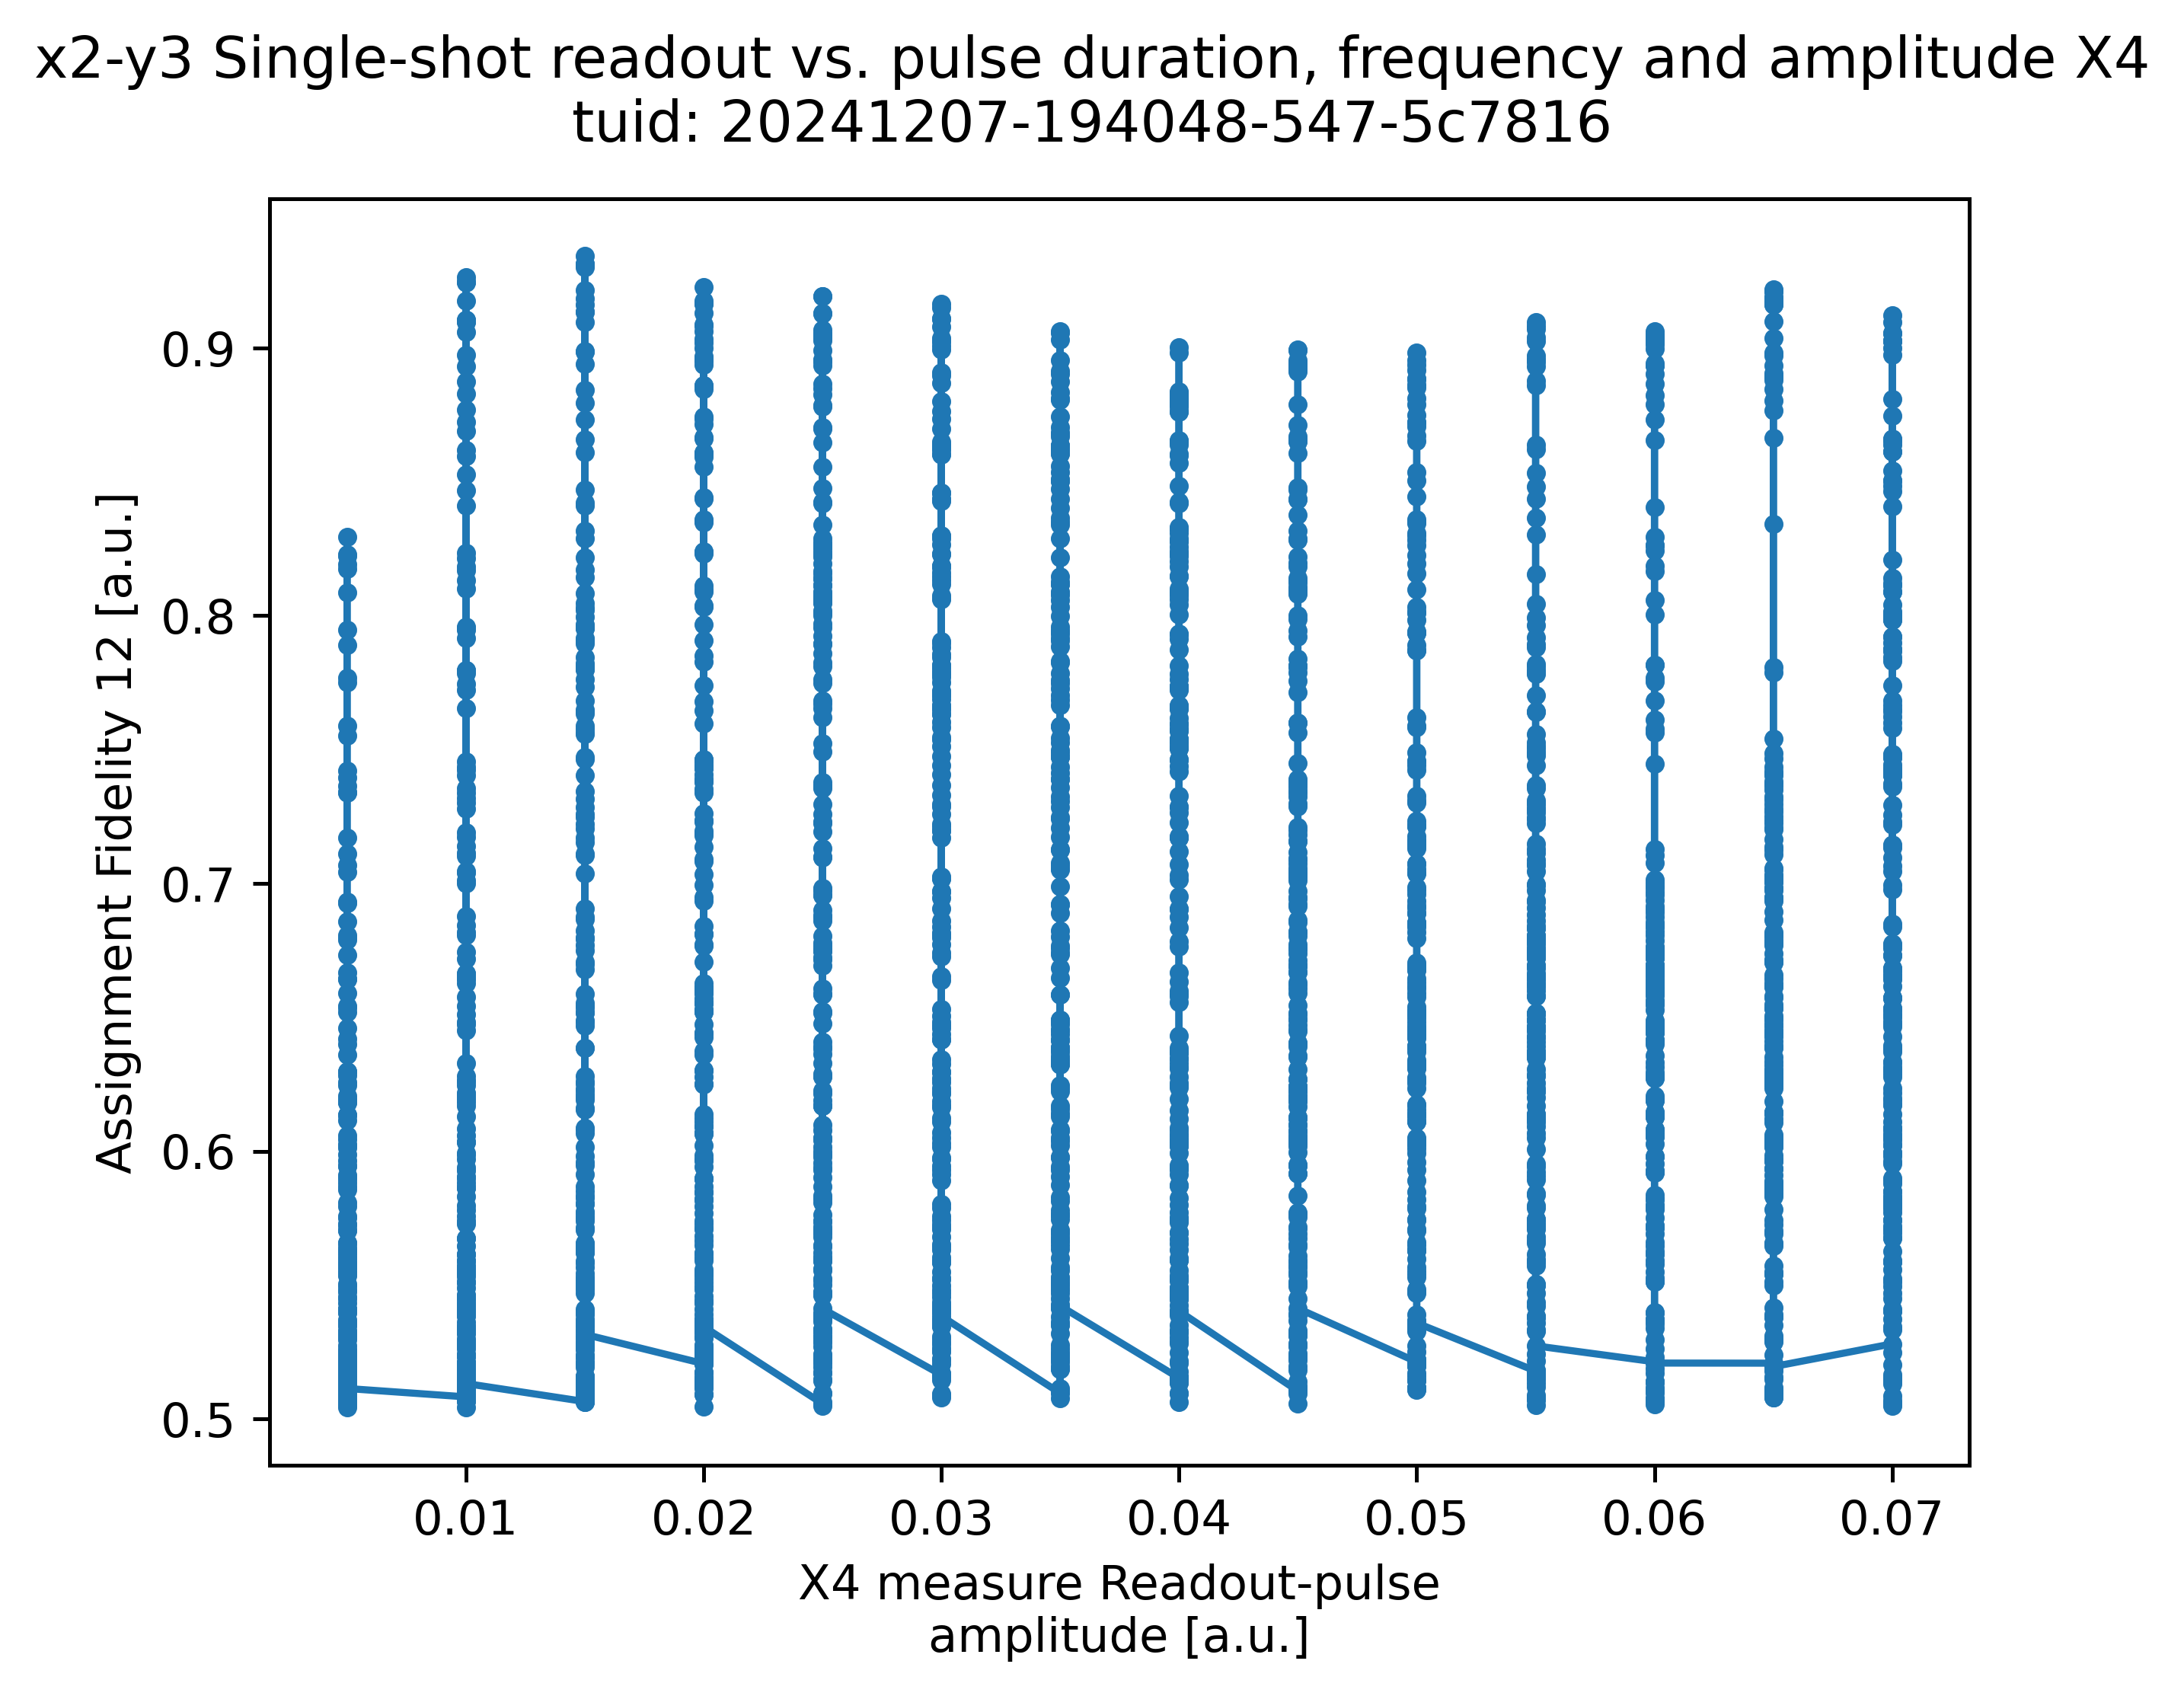 x2-y3 Single-shot readout vs. pulse duration, frequency and amplitude X4
tuid: 20241207-194048-547-5c7816
Assignment Fidelity 12 [a.u.]
0.9
0.8
0.7
0.6
0.5
0.01 0.02 0.03 0.04 0.05 0.06 0.07
X4 measure Readout-pulse
amplitude [a.u.]